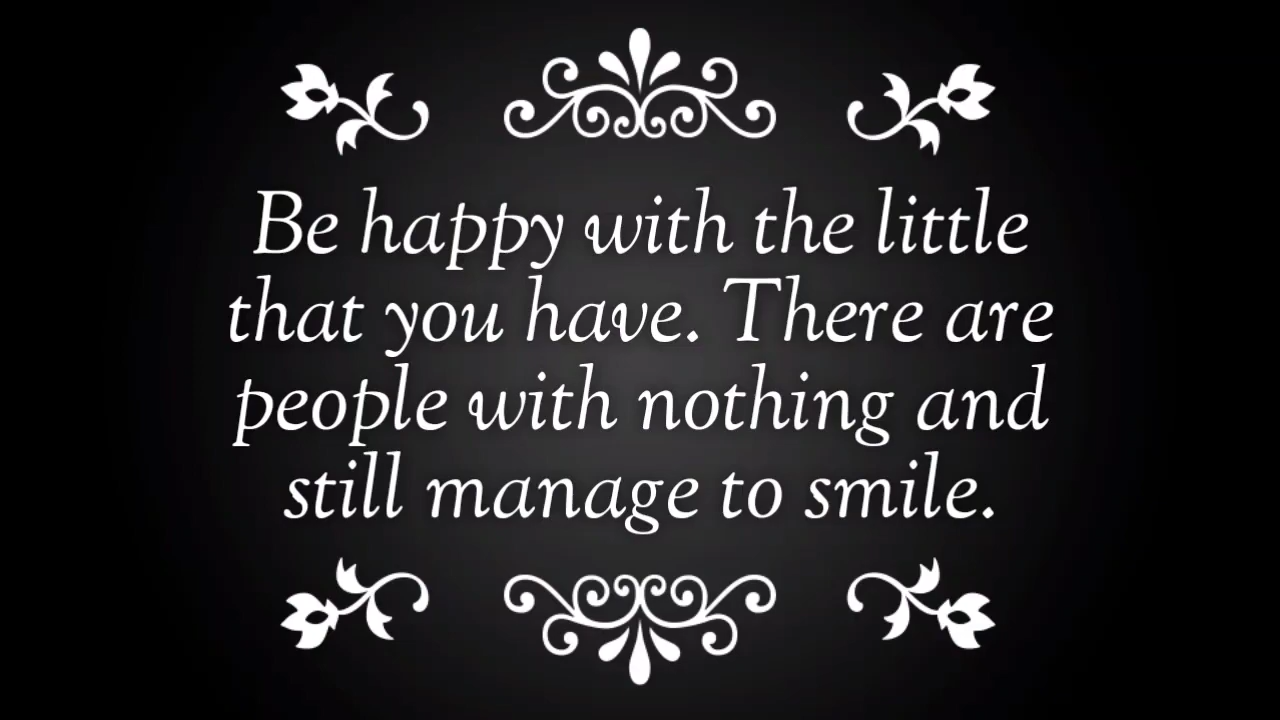 Be happy with the little
that you have. There are
people with nothing and
still manage to smile.